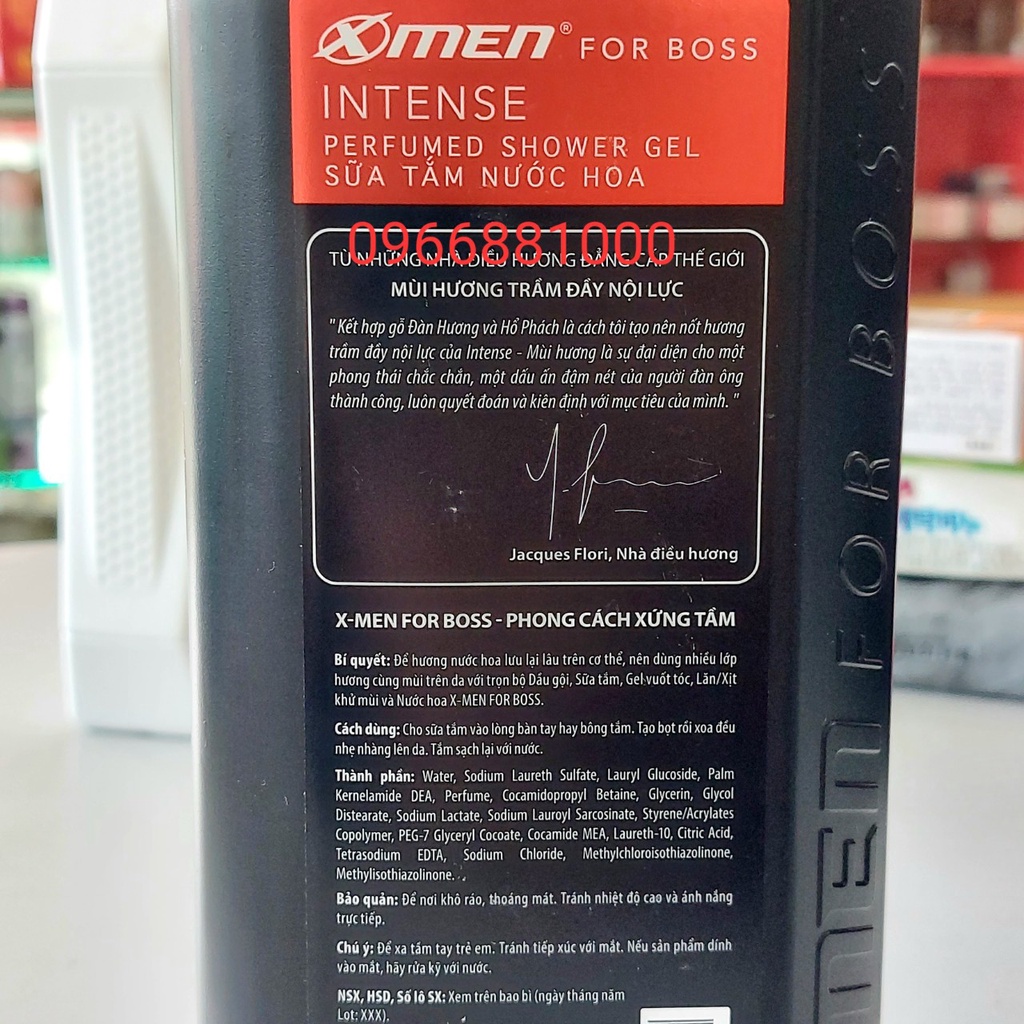 XMEN® FOR BOSS
INTENSE
PERFUMED SHOWER GEL
SỮA TẮM NƯỚC HOA
0966881000
TỪ NHỮNG NHÀ ĐIỀU HƯƠNG ĐẲNG CẤP THẾ GIỚI
MÙI HƯƠNG TRẦM ĐẦY NỘI LỰC
" Kết hợp gỗ Đàn Hương và Hổ Phách là cách tôi tạo nên nốt hương
trầm đầy nội lực của Intense - Mùi hương là sự đại diện cho một
phong thái chắc chắn, một dấu ấn đậm nét của người đàn ông
thành công, luôn quyết đoán và kiên định với mục tiêu của mình. "
Jacques Flori, Nhà điều hương
X-MEN FOR BOSS - PHONG CÁCH XỨNG TẦM
Bí quyết: Để hương nước hoa lưu lại lâu trên cơ thể, nên dùng nhiều lớp
hương cùng mùi trên da với trọn bộ Dầu gội, Sữa tắm, Gel vuốt tóc, Lăn/Xịt
khử mùi và Nước hoa X-MEN FOR BOSS.
Cách dùng: Cho sữa tắm vào lòng bàn tay hay bông tắm. Tạo bọt rồi xoa đều
nhẹ nhàng lên da. Tắm sạch lại với nước.
Thành phần: Water, Sodium Laureth Sulfate, Lauryl Glucoside, Palm
Kernelamide DEA, Perfume, Cocamidopropyl Betaine, Glycerin, Glycol
Distearate, Sodium Lactate, Sodium Lauroyl Sarcosinate, Styrene/Acrylates
Copolymer, PEG-7 Glyceryl Cocoate, Cocamide MEA, Laureth-10, Citric Acid,
Tetrasodium EDTA, Sodium Chloride, Methylchloroisothiazolinone,
Methylisothiazolinone.
Bảo quản: Để nơi khô ráo, thoáng mát. Tránh nhiệt độ cao và ánh nắng
trực tiếp.
Chú ý: Để xa tầm tay trẻ em. Tránh tiếp xúc với mắt. Nếu sản phẩm dính
vào mắt, hãy rửa kỹ với nước.
NSX, HSD, Số lô SX: Xem trên bao bì (ngày tháng năm
Lot: XXX).
MEN FOR BOSS